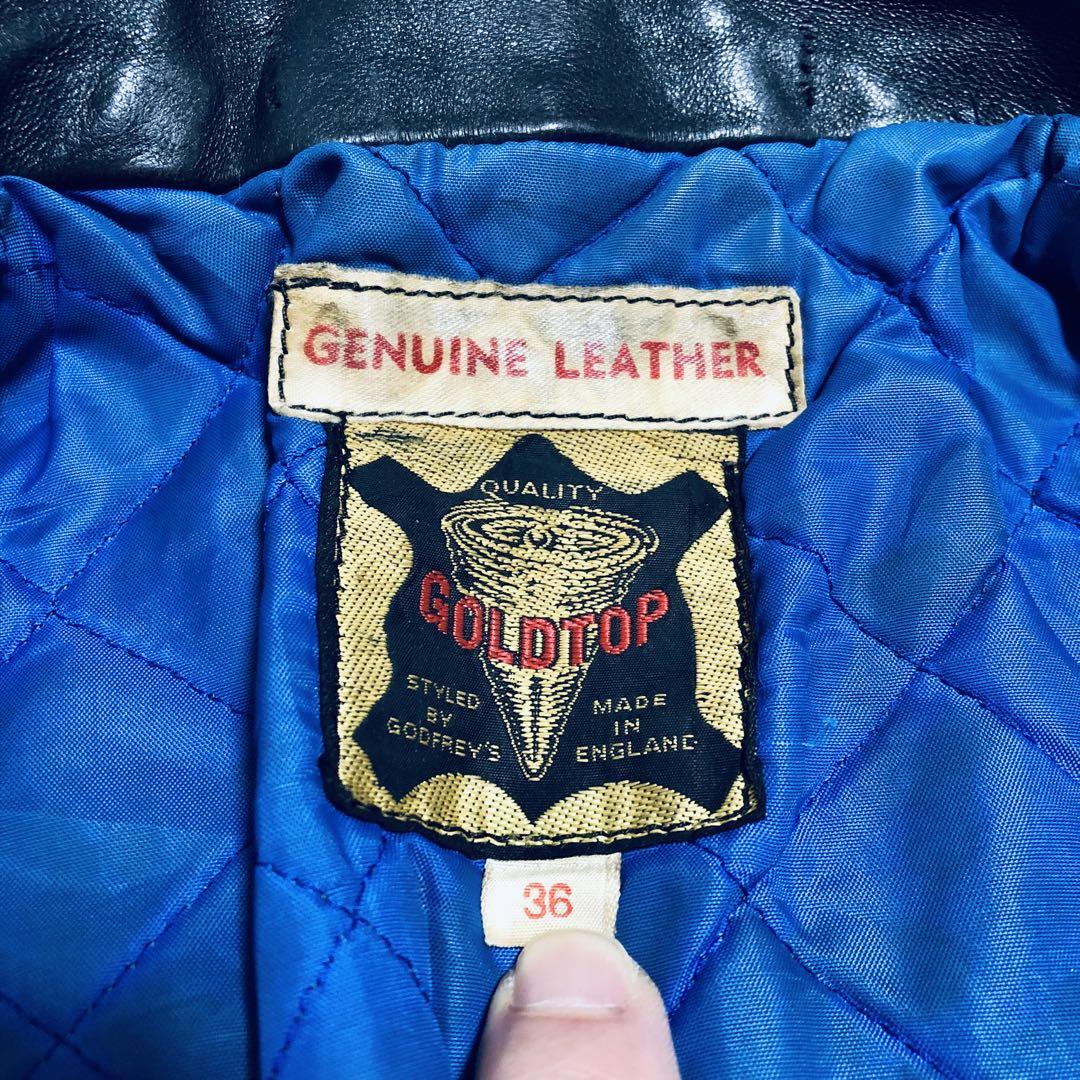 GENUINE LEATHER
QUALITY
GOLDTOP
STYLED
BY
GODFREY'S
MADE
IN
ENGLAND
36